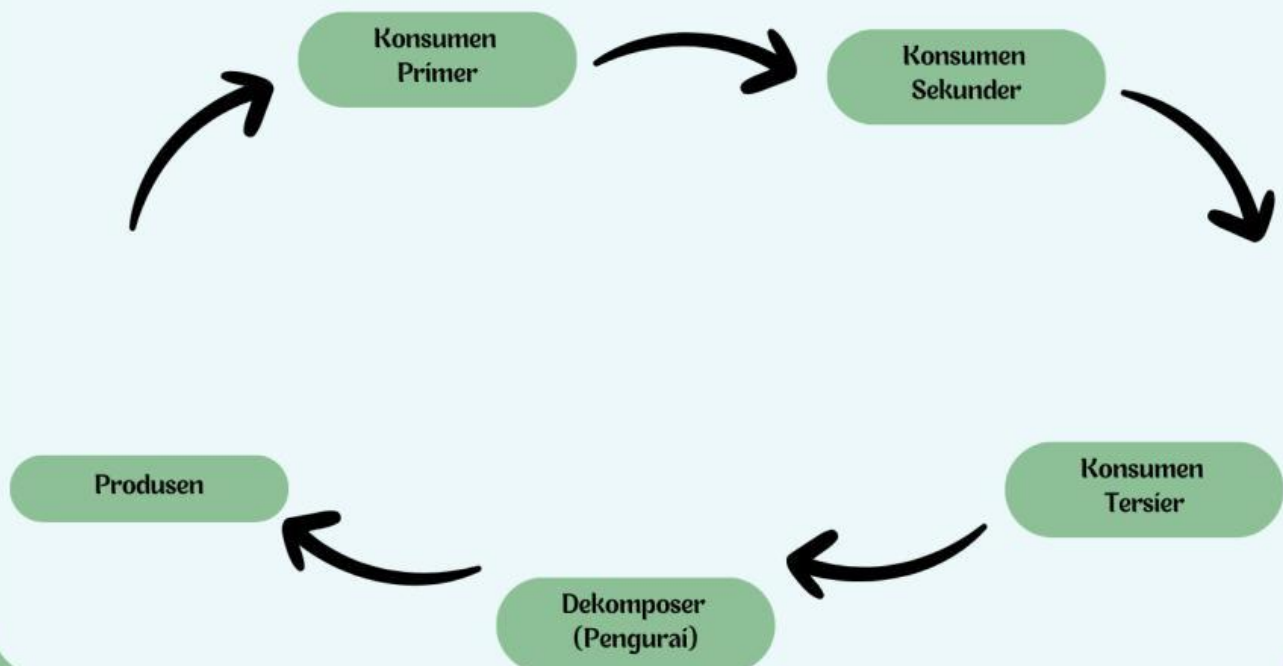 Konsumen
Primer
Konsumen
Sekunder
Produsen
Konsumen
Tersier
Dekomposer
(Pengurai)